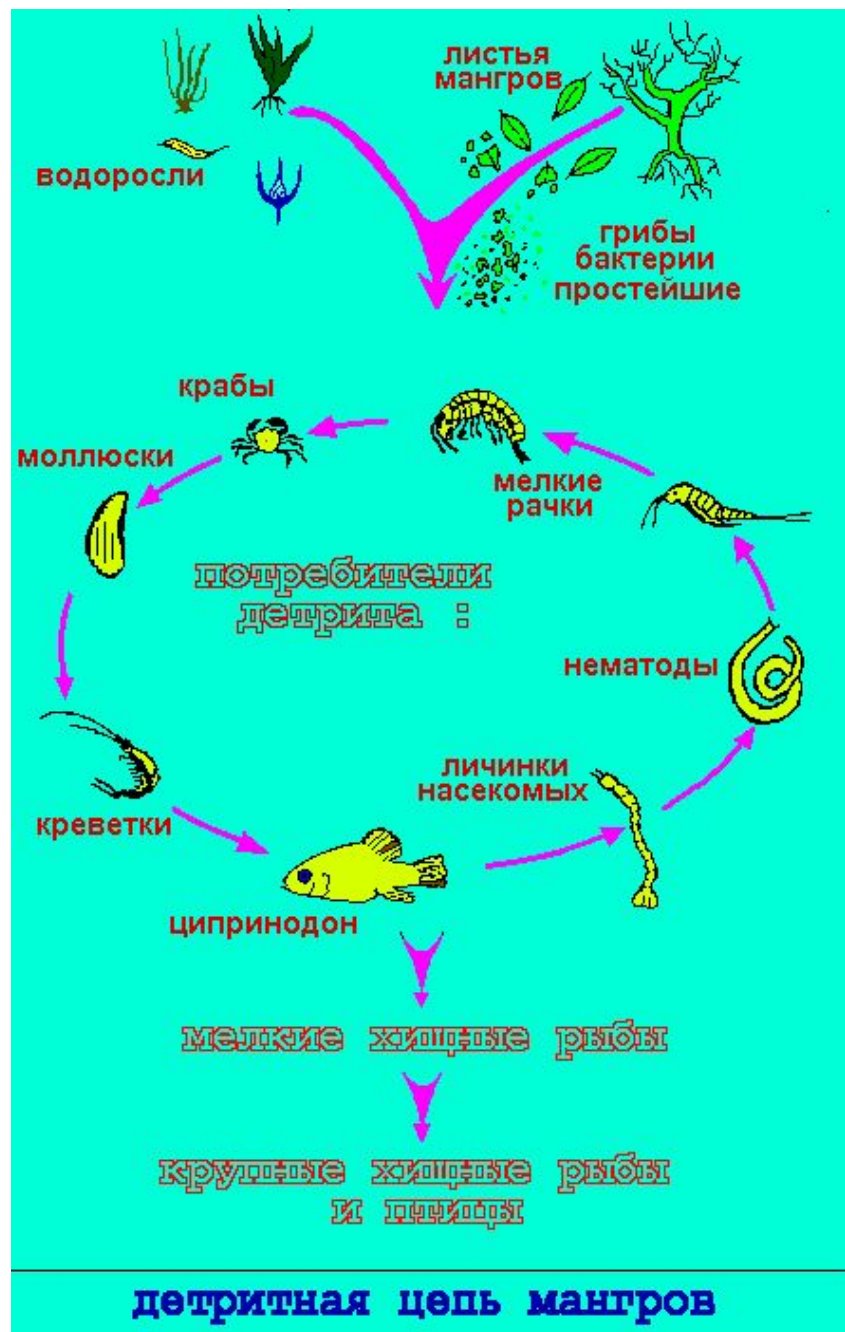 листья
мангров
водоросли
грибы
бактерии
простейшие
крабы
моллюски
мелкие
рачки
потребители
детрита :
нематоды
личинки
насекомых
креветки
ципринодон
мелкие хищные рыбы
крупные хищные рыбы
и птицы
детритная цепь мангров